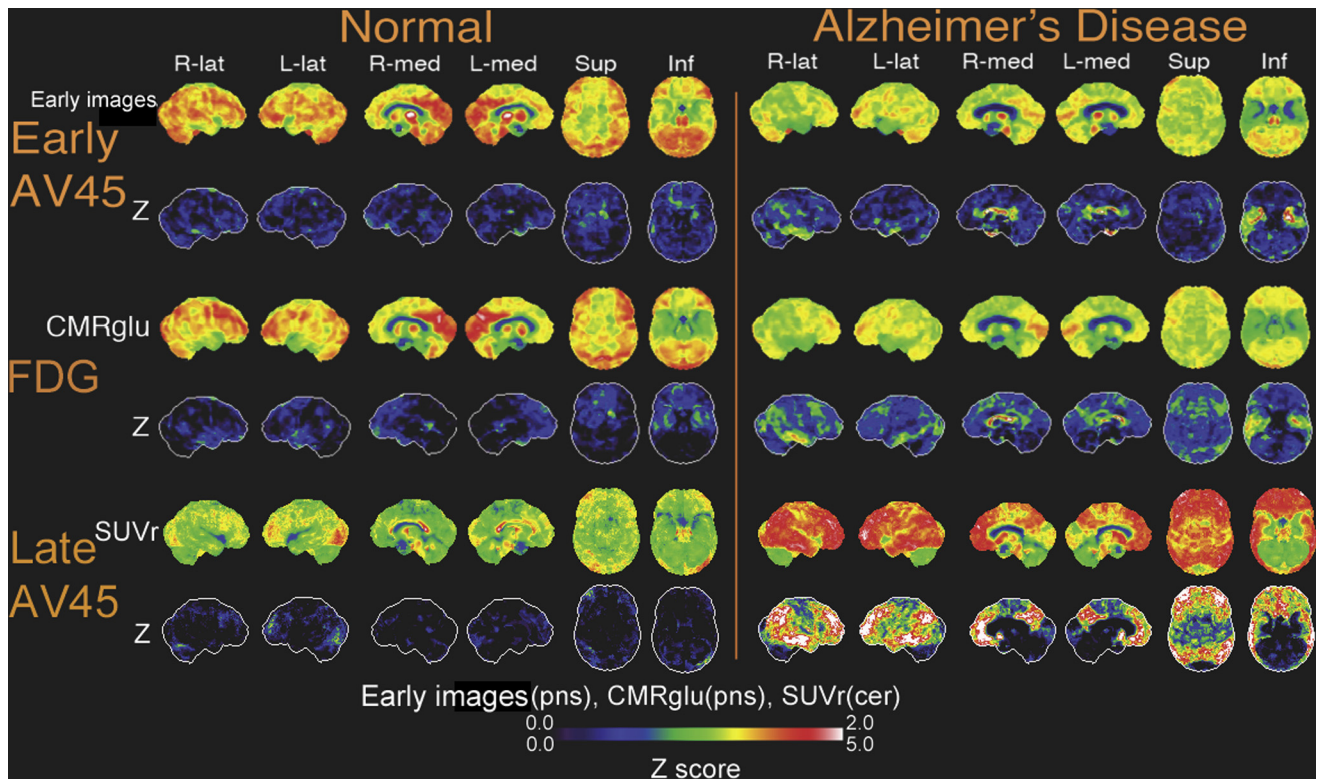 Normal
Alzheimer's Disease
R-lat L-lat R-med L-med Sup Inf
R-lat L-lat R-med L-med Sup Inf
Early images
Early
AV45
Z
CMRglu
FDG
Z
SUVr
Late
AV45
Z
Early images(pns), CMRglu(pns), SUVr(cer)
0.0 2.0
0.0 5.0
Z score